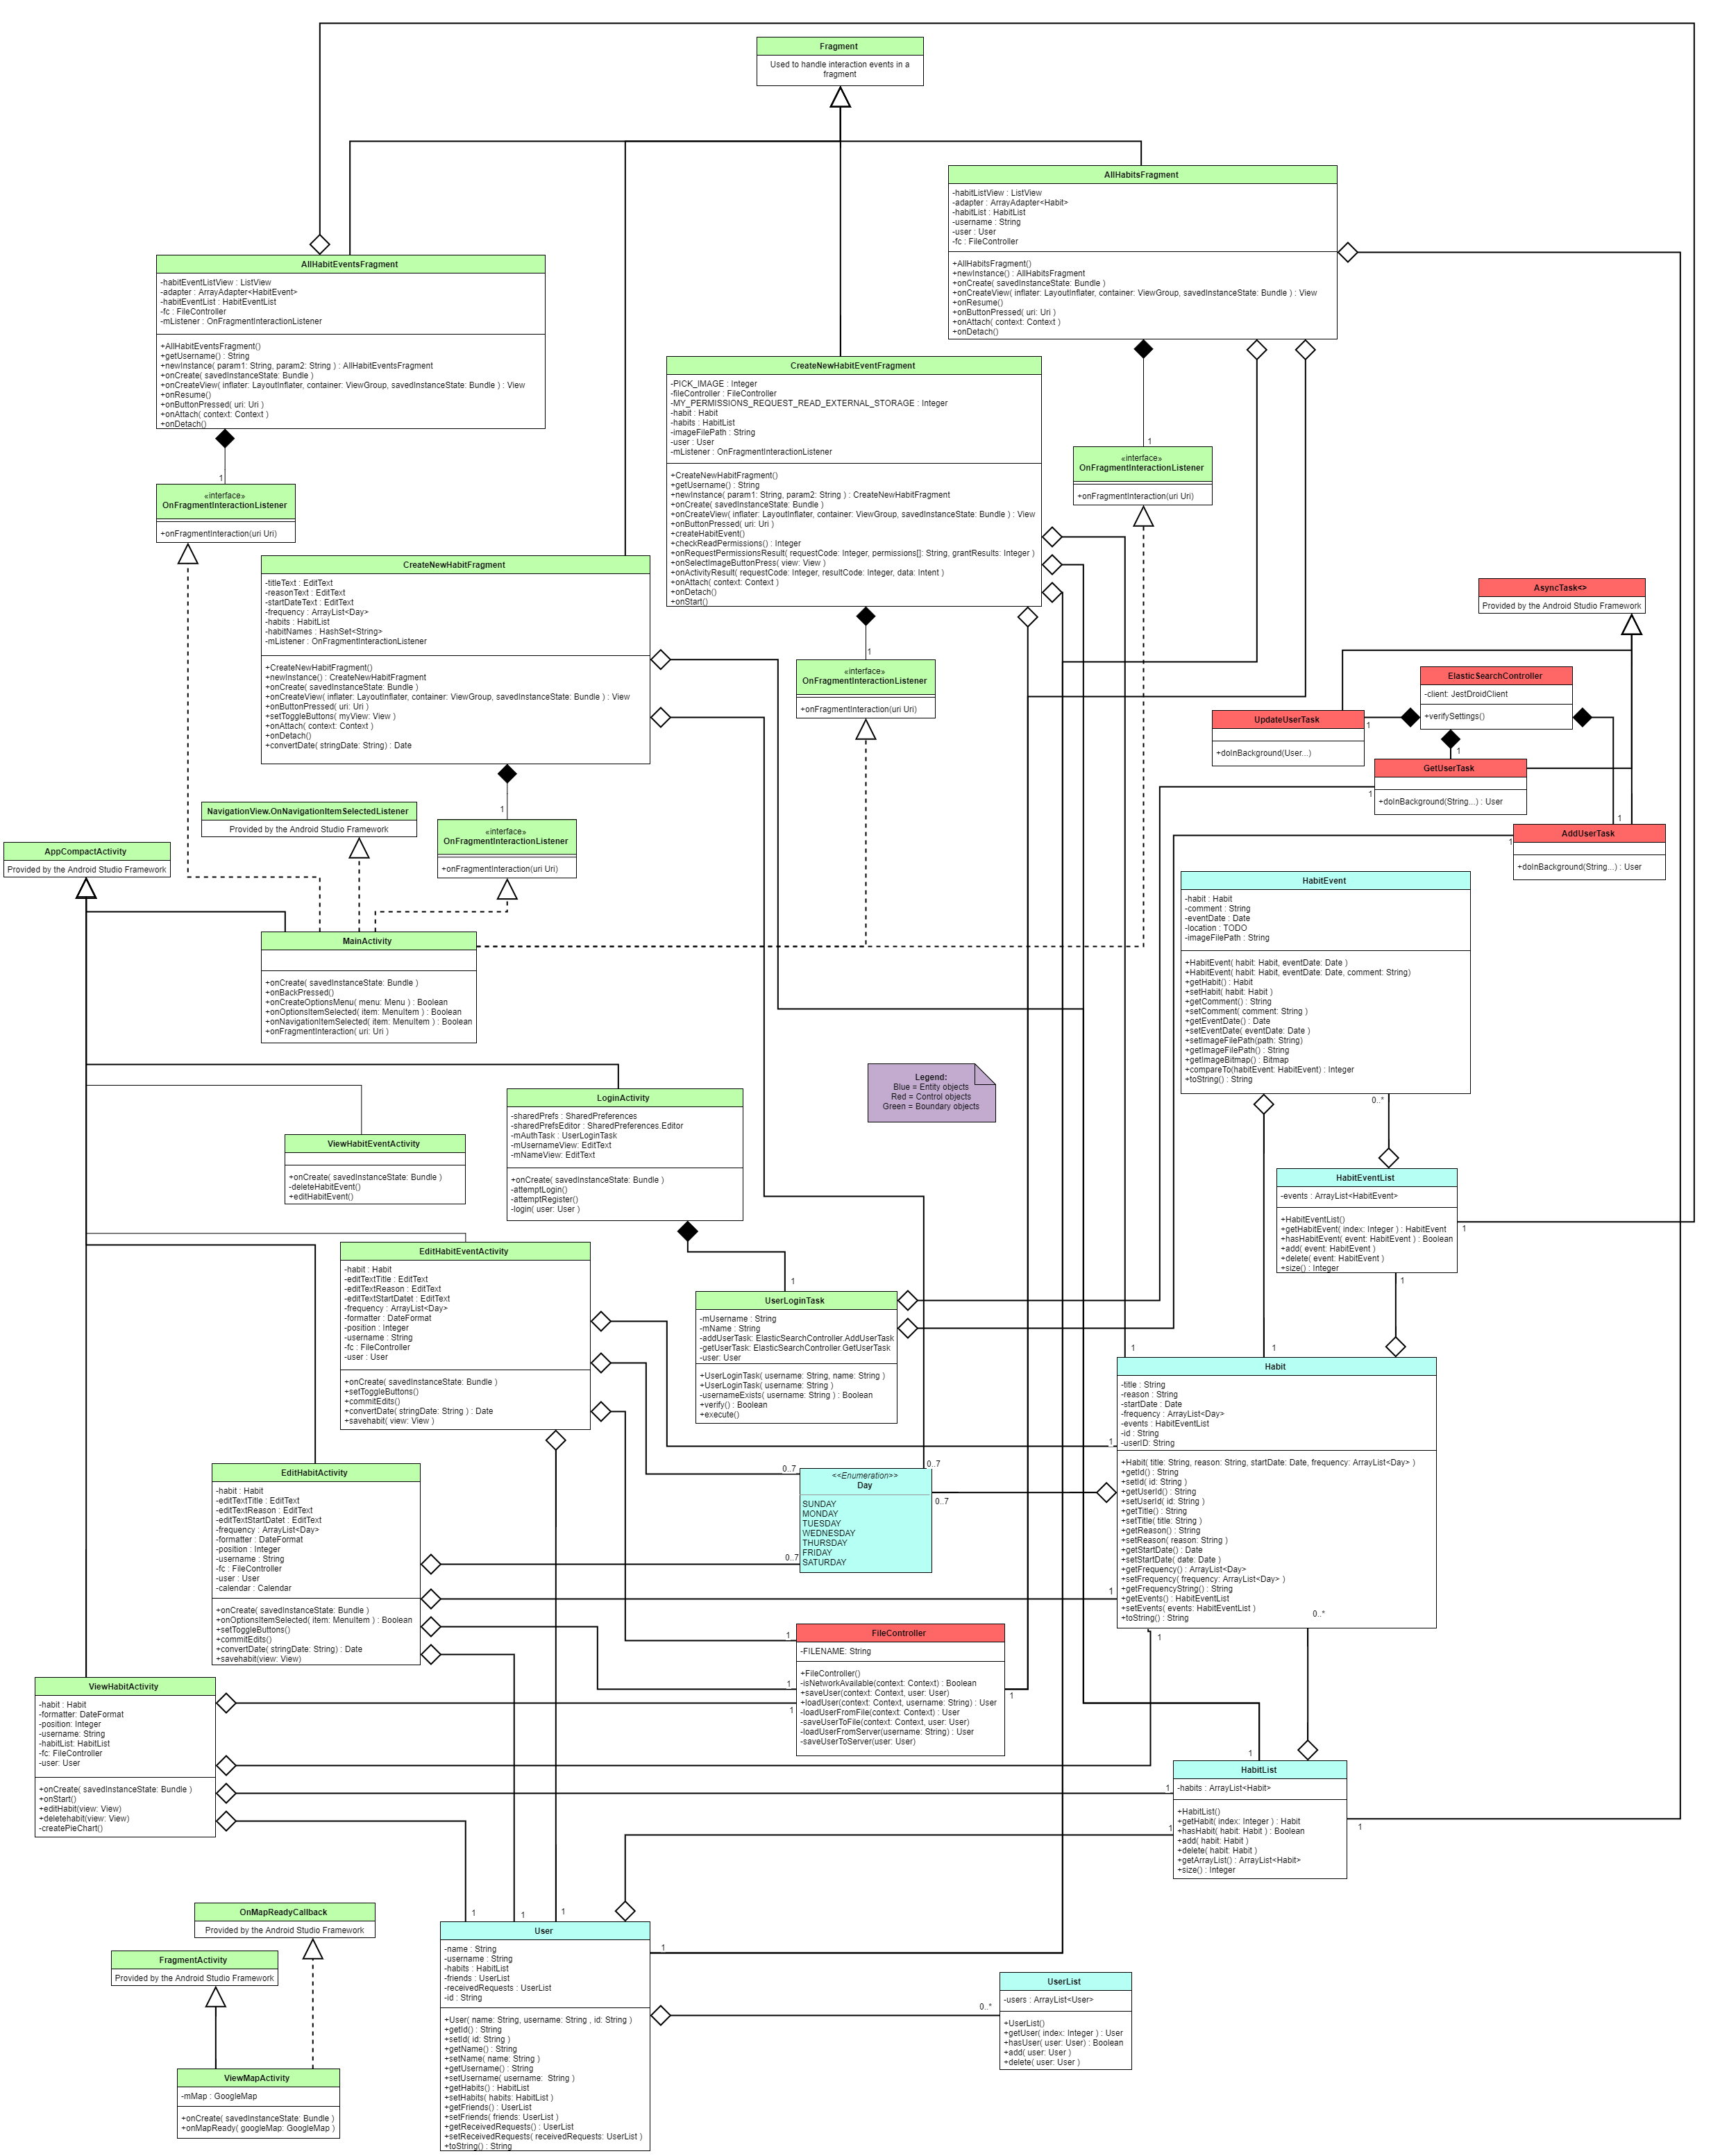 Fragment
Used to handle interaction events in a
fragment
AllHabitsFragment
-habitListView : ListView
-adapter : ArrayAdapter<Habit>
-habitList : HabitList
-username : String
-user : User
-fc : FileController
+AllHabitsFragment()
+newInstance() : AllHabitsFragment
+onCreate( savedInstanceState: Bundle )
+onCreateView( inflater: LayoutInflater, container: ViewGroup, savedInstanceState: Bundle ) : View
+onResume()
+onButtonPressed( uri: Uri )
+onAttach( context: Context )
+onDetach()
AllHabitEventsFragment
-habitEventListView : ListView
-adapter : ArrayAdapter<HabitEvent>
-habitEventList : HabitEventList
-fc : FileController
-mListener : OnFragmentInteractionListener
+AllHabitEventsFragment()
+getUsername() : String
+newInstance( param1: String, param2: String ) : AllHabitEventsFragment
+onCreate( savedInstanceState: Bundle )
+onCreateView( inflater: LayoutInflater, container: ViewGroup, savedInstanceState: Bundle ) : View
+onResume()
+onButtonPressed( uri: Uri )
+onAttach( context: Context )
+onDetach()
CreateNewHabitEventFragment
-PICK_IMAGE : Integer
-fileController : FileController
-MY_PERMISSIONS_REQUEST_READ_EXTERNAL_STORAGE : Integer
-habit : Habit
-habits : HabitList
-imageFilePath : String
-user : User
-mListener : OnFragmentInteractionListener
+CreateNewHabitFragment()
+getUsername() : String
+newInstance( param1: String, param2: String ) : CreateNewHabitFragment
+onCreate( savedInstanceState: Bundle )
+onCreateView( inflater: LayoutInflater, container: ViewGroup, savedInstanceState: Bundle ) : View
+onButtonPressed( uri: Uri )
+createHabitEvent()
+checkReadPermissions() : Integer
+onRequestPermissionsResult( requestCode: Integer, permissions[]: String, grantResults: Integer )
+onSelectImageButtonPress( view: View )
+onActivityResult( requestCode: Integer, resultCode: Integer, data: Intent )
+onAttach( context: Context )
+onDetach()
+onStart()
1
«interface»
OnFragmentInteractionListener
+onFragmentInteraction(uri Uri)
1
«interface»
OnFragmentInteractionListener
+onFragmentInteraction(uri Uri)
CreateNewHabitFragment
-titleText : EditText
-reasonText : EditText
-startDateText : EditText
-frequency : ArrayList<Day>
-habits : HabitList
-habitNames : HashSet<String>
-mListener : OnFragmentInteractionListener
+CreateNewHabitFragment()
+newInstance() : CreateNewHabitFragment
+onCreate( savedInstanceState: Bundle )
+onCreateView( inflater: LayoutInflater, container: ViewGroup, savedInstanceState: Bundle ) : View
+onButtonPressed( uri: Uri )
+setToggleButtons( myView: View )
+onAttach( context: Context )
+onDetach()
+convertDate( stringDate: String) : Date
1
«interface»
OnFragmentInteractionListener
+onFragmentInteraction(uri Uri)
AsyncTask<>
Provided by the Android Studio Framework
ElasticSearchController
-client: JestDroidClient
+verifySettings()
UpdateUserTask
+doInBackground(User...)
1
1
GetUserTask
+doInBackground(String...) : User
1
1
AddUserTask
+doInBackground(String...) : User
1
NavigationView.OnNavigationItemSelectedListener
Provided by the Android Studio Framework
1
«interface»
OnFragmentInteractionListener
+onFragmentInteraction(uri Uri)
AppCompactActivity
Provided by the Android Studio Framework
MainActivity
+onCreate( savedInstanceState: Bundle )
+onBackPressed()
+onCreateOptionsMenu( menu: Menu ) : Boolean
+onOptionsItemSelected( item: MenuItem ) : Boolean
+onNavigationItemSelected( item: MenuItem ) : Boolean
+onFragmentInteraction( uri: Uri )
HabitEvent
-habit : Habit
-comment : String
-eventDate : Date
-location : TODO
-imageFilePath : String
+HabitEvent( habit: Habit, eventDate: Date )
+HabitEvent( habit: Habit, eventDate: Date, comment: String)
+getHabit() : Habit
+setHabit( habit: Habit )
+getComment() : String
+setComment( comment: String )
+getEventDate() : Date
+setEventDate( eventDate: Date )
+setImageFilePath(path: String)
+getImageFilePath() : String
+getImageBitmap() : Bitmap
+compareTo(habitEvent: HabitEvent) : Integer
+toString() : String
0..*
Legend:
Blue = Entity objects
Red = Control objects
Green = Boundary objects
LoginActivity
-sharedPrefs : SharedPreferences
-sharedPrefsEditor : SharedPreferences.Editor
-mAuthTask : UserLoginTask
-mUsernameView: EditText
-mNameView: EditText
+onCreate( savedInstanceState: Bundle )
-attemptLogin()
-attemptRegister()
-login( user: User )
ViewHabitEventActivity
+onCreate( savedInstanceState: Bundle )
-deleteHabitEvent()
+editHabitEvent()
HabitEventList
-events : ArrayList<HabitEvent>
+HabitEventList()
+getHabitEvent( index: Integer ) : HabitEvent
+hasHabitEvent( event: HabitEvent ) : Boolean
+add( event: HabitEvent )
+delete( event: HabitEvent )
+size() : Integer
1
1
EditHabitEventActivity
-habit : Habit
-editTextTitle : EditText
-editTextReason : EditText
-editTextStartDatet : EditText
-frequency : ArrayList<Day>
-formatter : DateFormat
-position : Integer
-username : String
-fc : FileController
-user : User
+onCreate( savedInstanceState: Bundle )
+setToggleButtons()
+commitEdits()
+convertDate( stringDate: String ) : Date
+savehabit( view: View )
1
UserLoginTask
-mUsername : String
-mName : String
-addUserTask: ElasticSearchController.AddUserTask
-getUserTask: ElasticSearchController.GetUserTask
-user: User
+UserLoginTask( username: String, name: String )
+UserLoginTask( username: String )
-usernameExists( username: String ) : Boolean
+verify() : Boolean
+execute()
1
1
1
Habit
-title : String
-reason : String
-startDate : Date
-frequency : ArrayList<Day>
-events : HabitEventList
-id : String
-userID: String
+Habit( title: String, reason: String, startDate: Date, frequency: ArrayList<Day> )
+getId() : String
+setId( id: String )
+getUserId() : String
+setUserId( id: String )
+getTitle() : String
+setTitle( title: String )
+getReason() : String
+setReason( reason: String )
+getStartDate() : Date
+setStartDate( date: Date )
+getFrequency() : ArrayList<Day>
+setFrequency( frequency: ArrayList<Day> )
+getFrequencyString() : String
+getEvents() : HabitEventList
+setEvents( events: HabitEventList )
+toString() : String
0..*
1
1
0..7
0..7
0..7
0..7
<<Enumeration>>
Day
SUNDAY
MONDAY
TUESDAY
WEDNESDAY
THURSDAY
FRIDAY
SATURDAY
EditHabitActivity
-habit : Habit
-editTextTitle : EditText
-editTextReason : EditText
-editTextStartDatet : EditText
-frequency : ArrayList<Day>
-formatter : DateFormat
-position : Integer
-username : String
-fc : FileController
-user : User
-calendar : Calendar
+onCreate( savedInstanceState: Bundle )
+onOptionsItemSelected( item: MenuItem ) : Boolean
+setToggleButtons()
+commitEdits()
+convertDate( stringDate: String) : Date
+savehabit(view: View)
1
1
1
1
FileController
-FILENAME: String
+FileController()
-isNetworkAvailable(context: Context) : Boolean
+saveUser(context: Context, user: User)
+loadUser(context: Context, username: String) : User
-loadUserFromFile(context: Context) : User
-saveUserToFile(context: Context, user: User)
-loadUserFromServer(username: String) : User
-saveUserToServer(user: User)
ViewHabitActivity
-habit : Habit
-formatter: DateFormat
-position: Integer
-username: String
-habitList: HabitList
-fc: FileController
-user: User
+onCreate( savedInstanceState: Bundle )
+onStart()
+editHabit(view: View)
+deletehabit(view: View)
-createPieChart()
1
1
1
1
HabitList
-habits : ArrayList<Habit>
+HabitList()
+getHabit( index: Integer ) : Habit
+hasHabit( habit: Habit ) : Boolean
+add( habit: Habit )
+delete( habit: Habit )
+getArrayList() : ArrayList<Habit>
+size() : Integer
OnMapReadyCallback
Provided by the Android Studio Framework
FragmentActivity
Provided by the Android Studio Framework
ViewMapActivity
-mMap : GoogleMap
+onCreate( savedInstanceState: Bundle )
+onMapReady( googleMap: GoogleMap )
1
1
1
1
User
-name : String
-username : String
-habits : HabitList
-friends : UserList
-receivedRequests : UserList
-id : String
+User( name: String, username: String , id: String )
+getId() : String
+setId( id: String )
+getName() : String
+setName( name: String )
+getUsername() : String
+setUsername( username:  String )
+getHabits() : HabitList
+setHabits( habits: HabitList )
+getFriends() : UserList
+setFriends( friends: UserList )
+getReceivedRequests() : UserList
+setReceivedRequests( receivedRequests: UserList )
+toString() : String
0..*
UserList
-users : ArrayList<User>
+UserList()
+getUser( index: Integer ) : User
+hasUser( user: User) : Boolean
+add( user: User )
+delete( user: User )